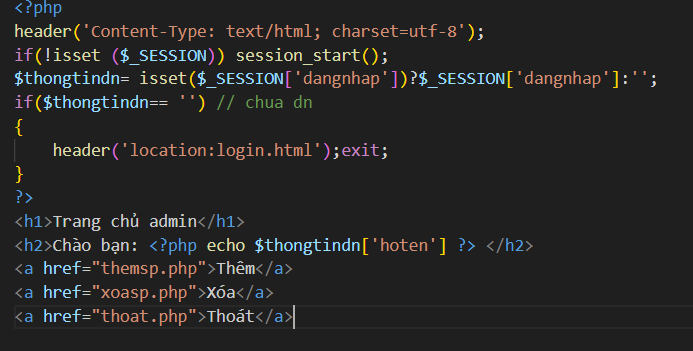 <?php
header('Content-Type: text/html; charset=utf-8');
if(!isset ($_SESSION)) session_start();
$thongtindn= isset($_SESSION['dangnhap'])?$_SESSION['dangnhap']:'';
if($thongtindn== '') // chua dn
{
    header('location:login.html');exit;
}
?>
<h1>Trang chủ admin</h1>
<h2>Chào bạn: <?php echo $thongtindn['hoten'] ?> </h2>
<a href="themsp.php">Thêm</a>
<a href="xoasp.php">Xóa</a>
<a href="thoat.php">Thoát</a>